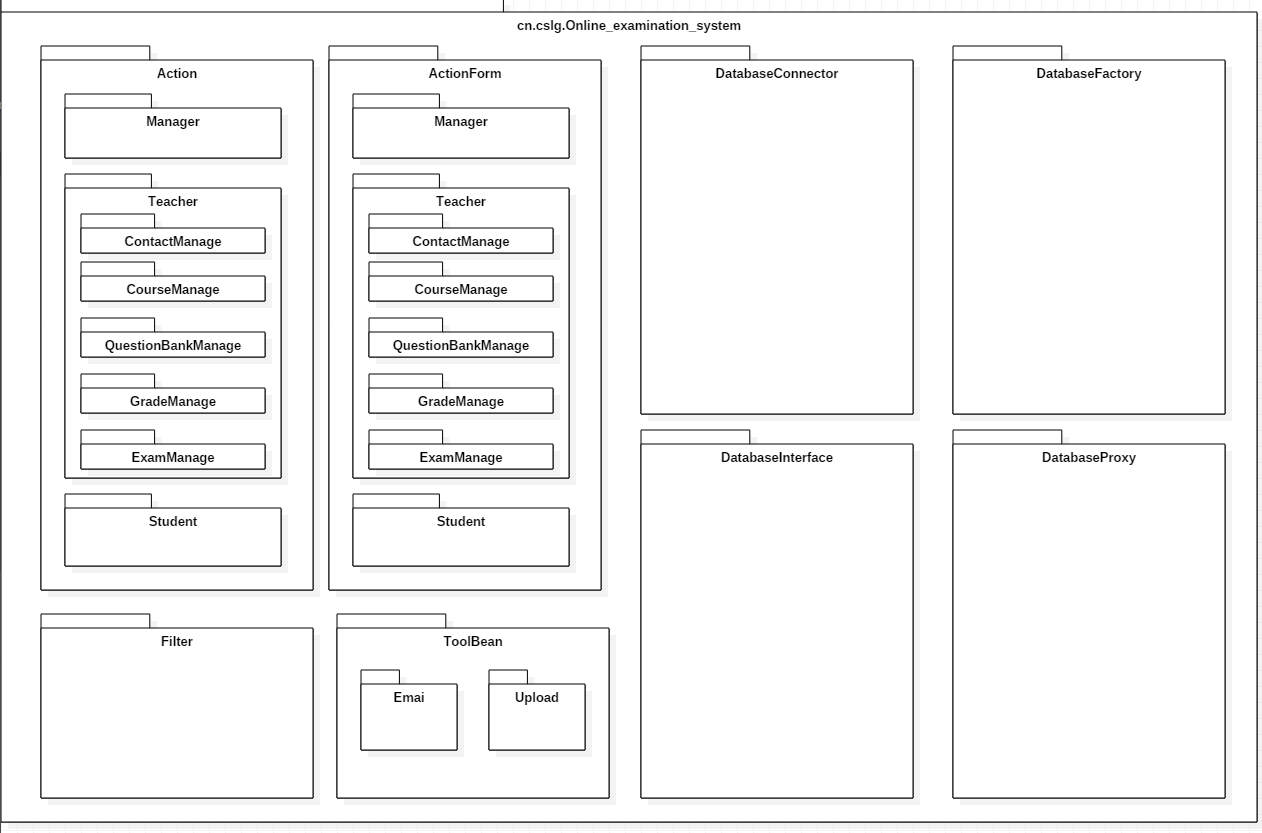 cn.cslg.Online_examination_system
Action
Manager
Teacher
ContactManage
CourseManage
QuestionBankManage
GradeManage
ExamManage
Student
ActionForm
Manager
Teacher
ContactManage
CourseManage
QuestionBankManage
GradeManage
ExamManage
Student
DatabaseConnector
DatabaseFactory
DatabaseInterface
DatabaseProxy
Filter
ToolBean
Emai
Upload